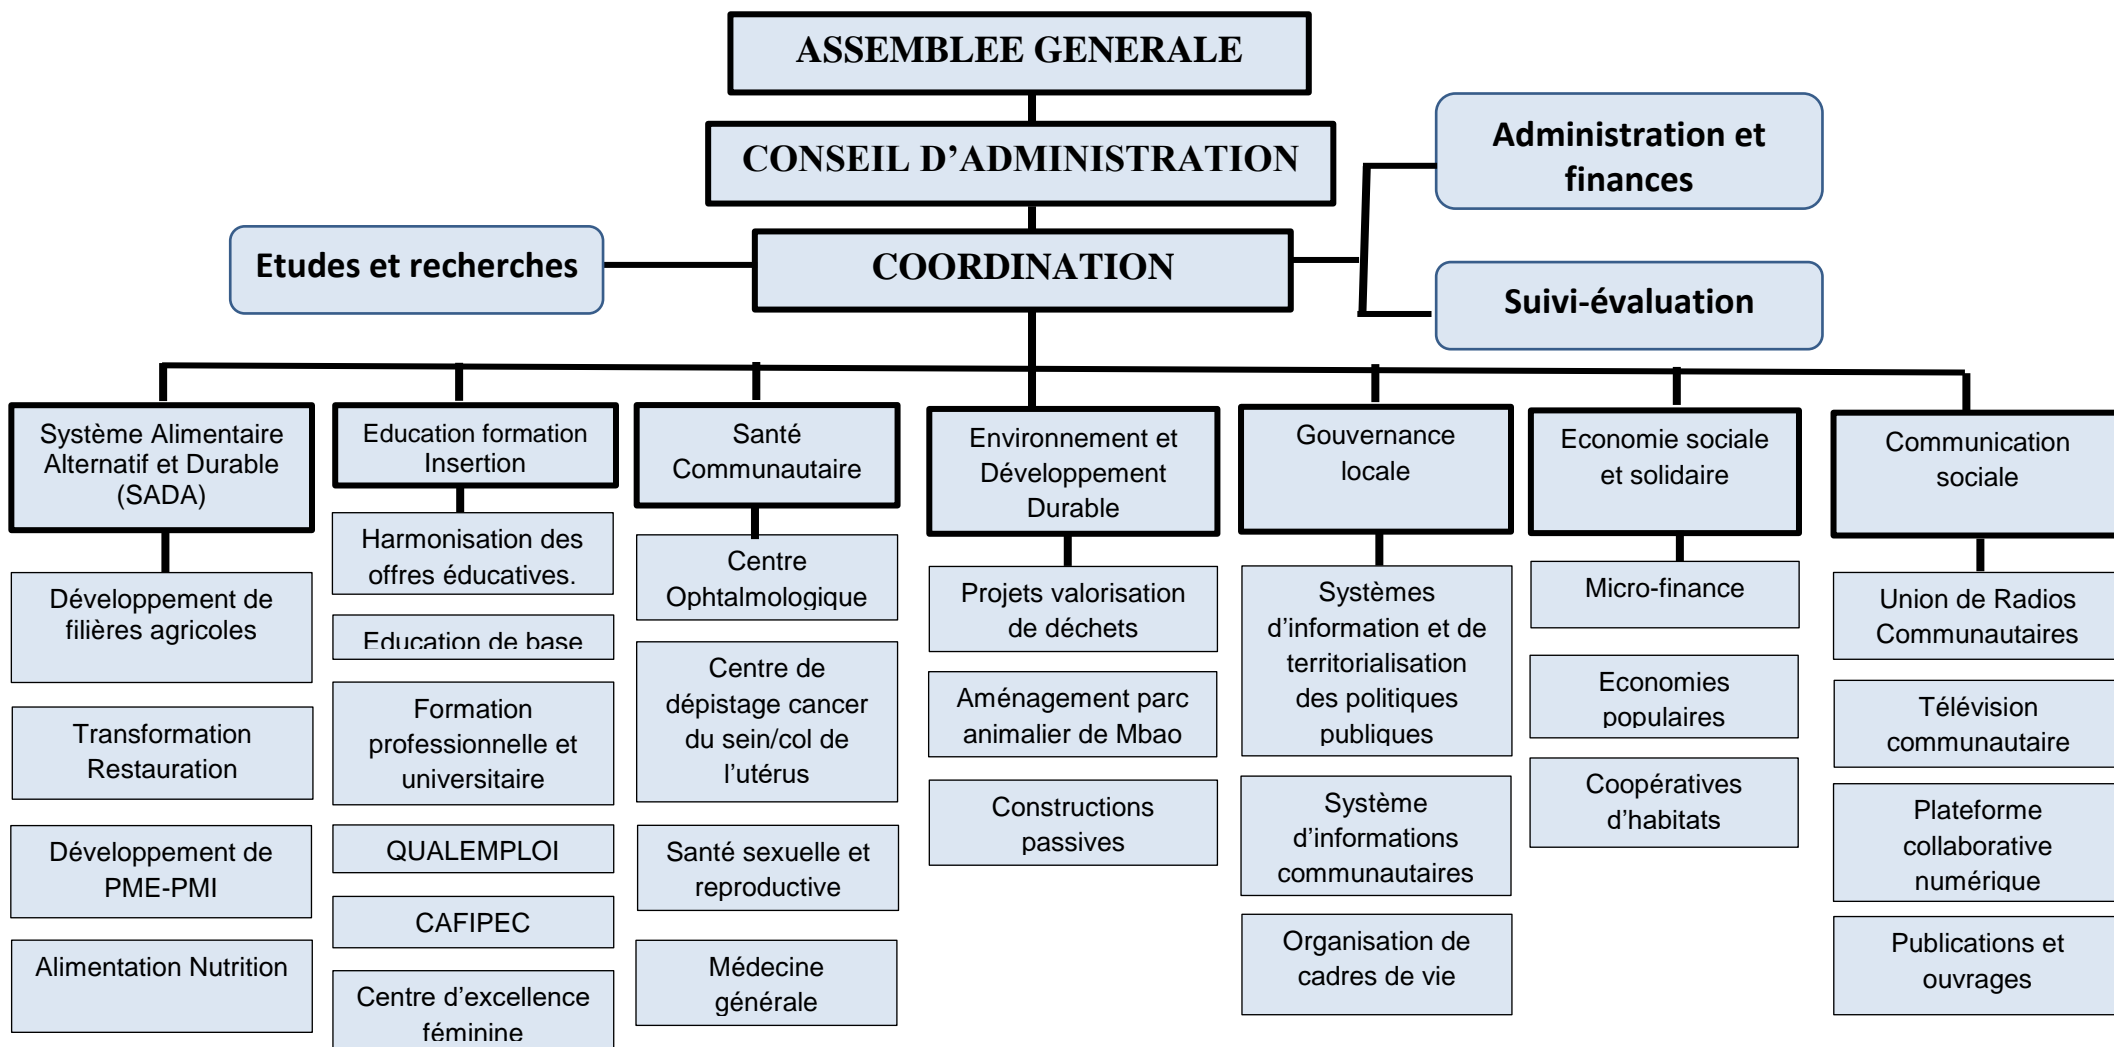 ASSEMBLEE GENERALE
CONSEIL D’ADMINISTRATION
Administration et
finances
Etudes et recherches
COORDINATION
Suivi-évaluation
Système Alimentaire
Alternatif et Durable
(SADA)
Développement de
filières agricoles
Transformation
Restauration
Développement de
PME-PMI
Alimentation Nutrition
Education formation
Insertion
Harmonisation des
offres éducatives.
Education de base
Formation
professionnelle et
universitaire
QUALEMPLOI
CAFIPEC
Centre d’excellence
féminine
Santé
Communautaire
Centre
Ophtalmologique
Centre de
dépistage cancer
du sein/col de
l’utérus
Santé sexuelle et
reproductive
Médecine
générale
Environnement et
Développement
Durable
Projets valorisation
de déchets
Aménagement parc
animalier de Mbao
Constructions
passives
Gouvernance
locale
Systèmes
d’information et de
territorialisation
des politiques
publiques
Système
d’informations
communautaires
Organisation de
cadres de vie
Economie sociale
et solidaire
Micro-finance
Economies
populaires
Coopératives
d’habitats
Communication
sociale
Union de Radios
Communautaires
Télévision
communautaire
Plateforme
collaborative
numérique
Publications et
ouvrages